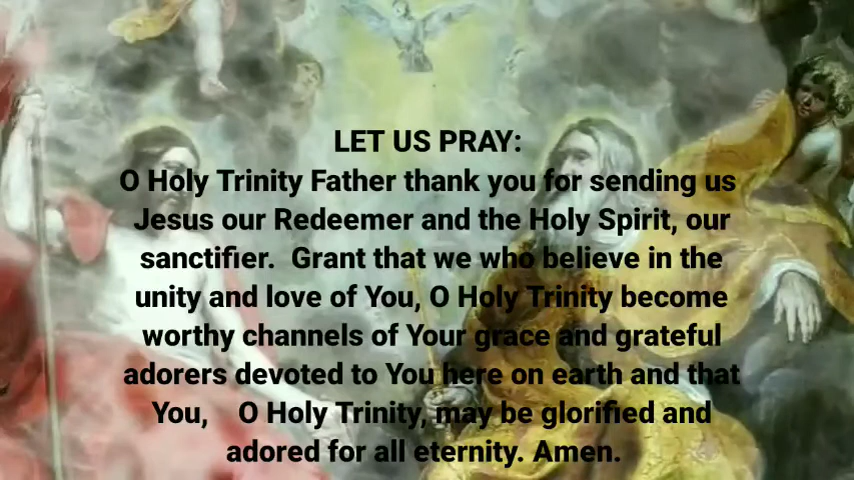 LET US PRAY:
O Holy Trinity Father thank you for sending us
Jesus our Redeemer and the Holy Spirit, our
sanctifier.  Grant that we who believe in the
unity and love of You, O Holy Trinity become
worthy channels of Your grace and grateful
adorers devoted to You here on earth and that
You,    O Holy Trinity, may be glorified and
adored for all eternity. Amen.